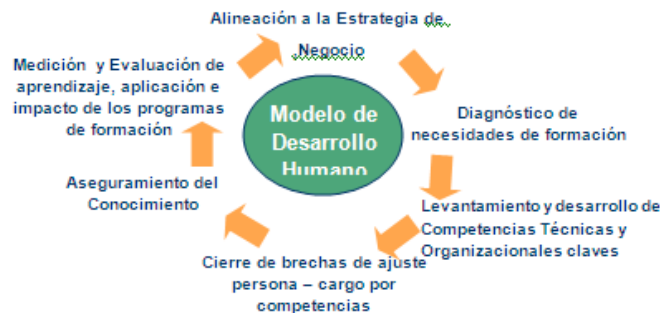 Alineación a la Estrategia de
Negocio
Medición y Evaluación de
aprendizaje, aplicación e
impacto de los programas
de formación
Modelo de
Desarrollo
Humano
Diagnóstico de
necesidades de formación
Aseguramiento del
Conocimiento
Levantamiento y desarrollo de
Competencias Técnicas y
Organizacionales claves
Cierre de brechas de ajuste
persona – cargo por
competencias